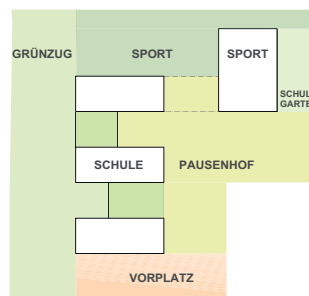 GRÜNZUG SPORT SPORT
SCHUL
GARTE
SCHULE PAUSENHOF
VORPLATZ